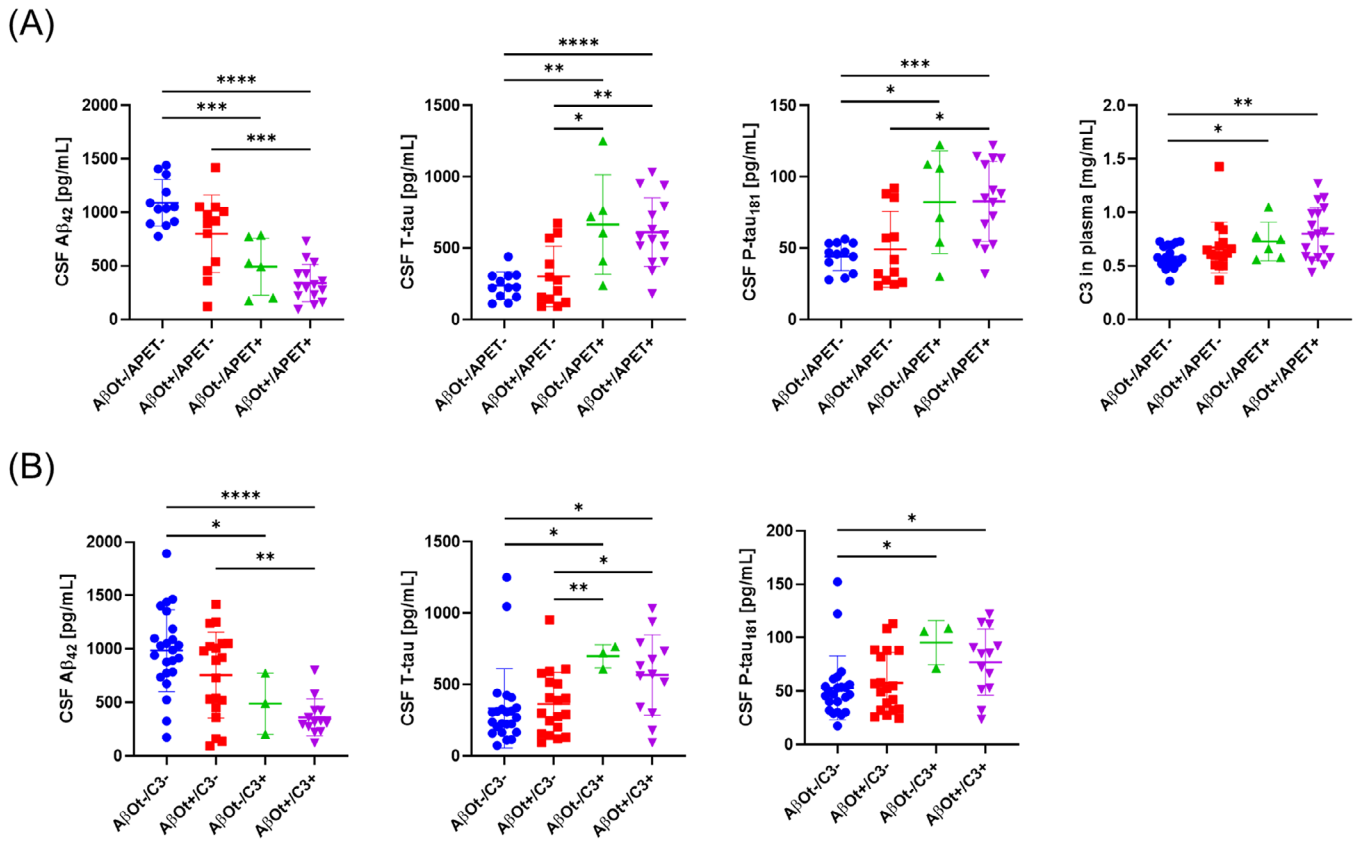 (A)
****
***
***
CSF Aβ42 [pg/mL]
2000
1500
1000
500
0
AβOt-/APET-
AβOt+/APET-
AβOt-/APET+
AβOt+/APET+
****
**
**
*
CSF T-tau [pg/mL]
1500
1000
500
0
AβOt-/APET-
AβOt+/APET-
AβOt-/APET+
AβOt+/APET+
***
*
*
CSF P-tau181 [pg/mL]
150
100
50
0
AβOt-/APET-
AβOt+/APET-
AβOt-/APET+
AβOt+/APET+
**
*
C3 in plasma [mg/mL]
2.0
1.5
1.0
0.5
0.0
AβOt-/APET-
AβOt+/APET-
AβOt-/APET+
AβOt+/APET+
(B)
****
*
**
CSF Aβ42 [pg/mL]
2000
1500
1000
500
0
AβOt-/C3-
AβOt+/C3-
AβOt-/C3+
AβOt+/C3+
*
*
*
**
CSF T-tau [pg/mL]
1500
1000
500
0
AβOt-/C3-
AβOt+/C3-
AβOt-/C3+
AβOt+/C3+
*
*
CSF P-tau181 [pg/mL]
200
150
100
50
0
AβOt-/C3-
AβOt+/C3-
AβOt-/C3+
AβOt+/C3+